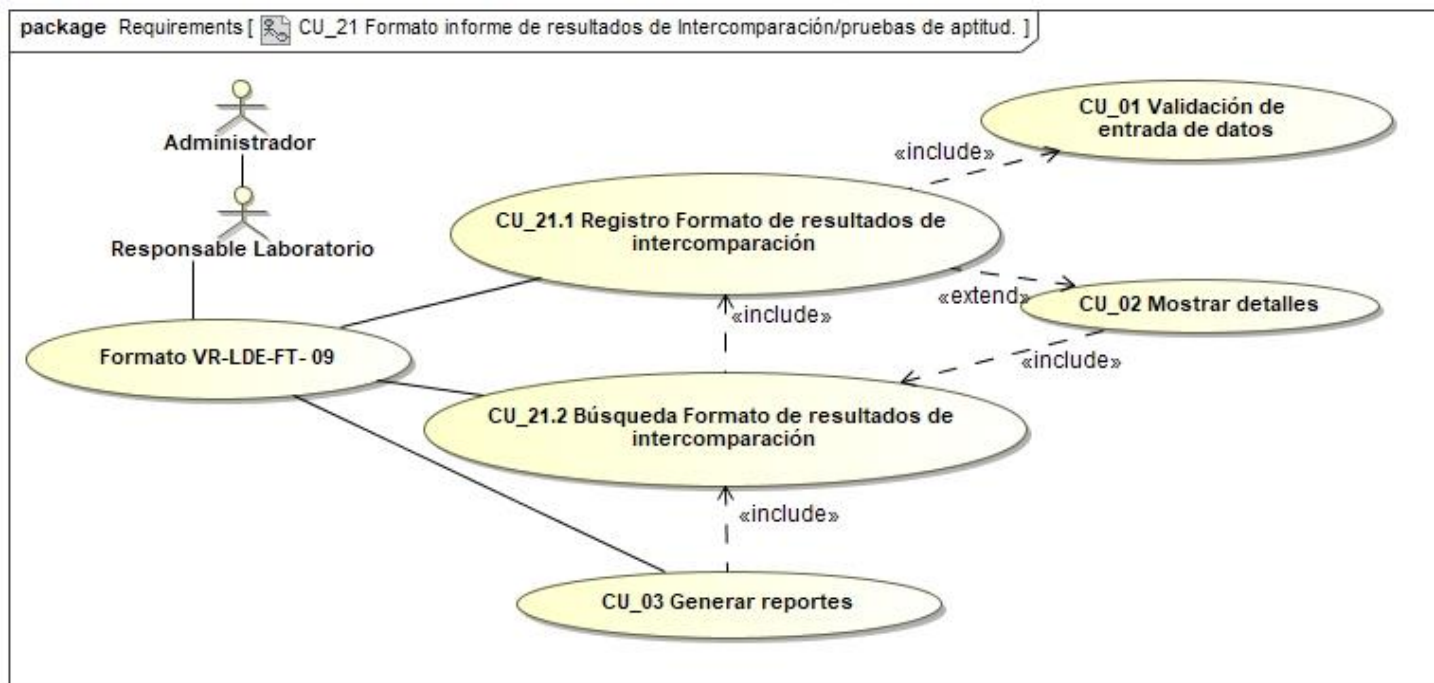 package Requirements [ CU_21 Formato informe de resultados de Intercomparación/pruebas de aptitud. ]
Administrador
Responsable Laboratorio
Formato VR-LDE-FT- 09
CU_01 Validación de
entrada de datos
«include»
CU_21.1 Registro Formato de resultados de
intercomparación
«extend»
CU_02 Mostrar detalles
«include»
«include»
CU_21.2 Búsqueda Formato de resultados de
intercomparación
«include»
CU_03 Generar reportes